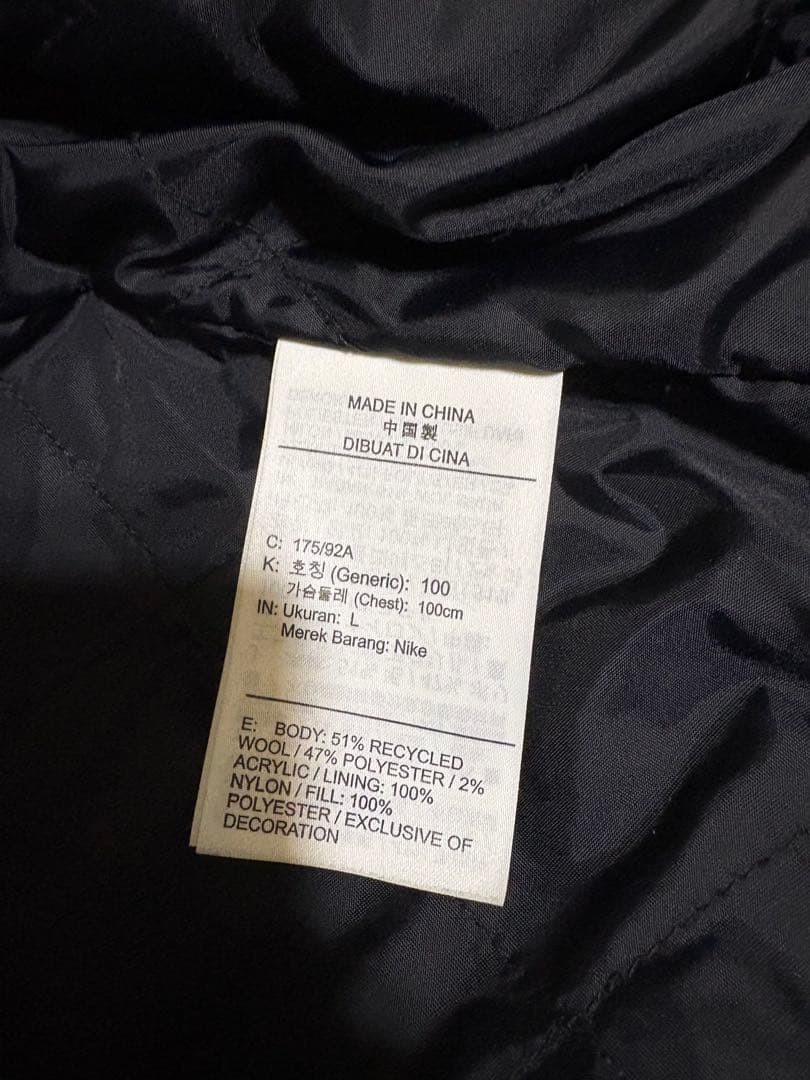 MADE IN CHINA
中国製
DIBUAT DI CINA
C: 175/92A
K: 호칭 (Generic): 100
가슴둘레 (Chest): 100cm
IN: Ukuran: L
Merek Barang: Nike
E: BODY: 51% RECYCLED
WOOL / 47% POLYESTER / 2%
ACRYLIC / LINING: 100%
NYLON / FILL: 100%
POLYESTER / EXCLUSIVE OF
DECORATION